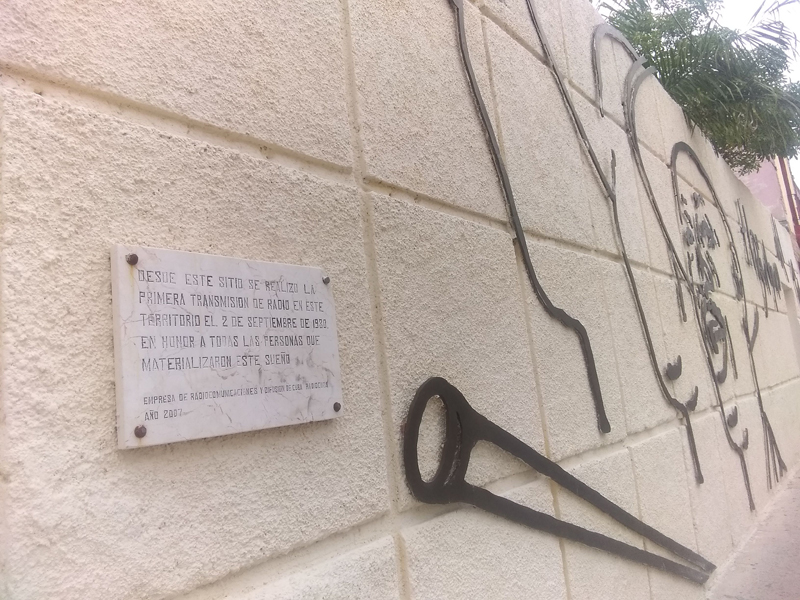 DESDE ESTE SITIO SE REALIZO LA
PRIMERA TRANSMISION DE RADIO EN ESTE
TERRITORIO EL 2 DE SEPTIEMBRE DE
EN HONOR A TODAS LAS PERSONAS QUE
MATERIALIZARON ESTE SUEÑO
EMPRESA DE RADIOCOMUNICACIONES Y DIFUSION DE CUBA RADIOCUBA
AÑO 2007